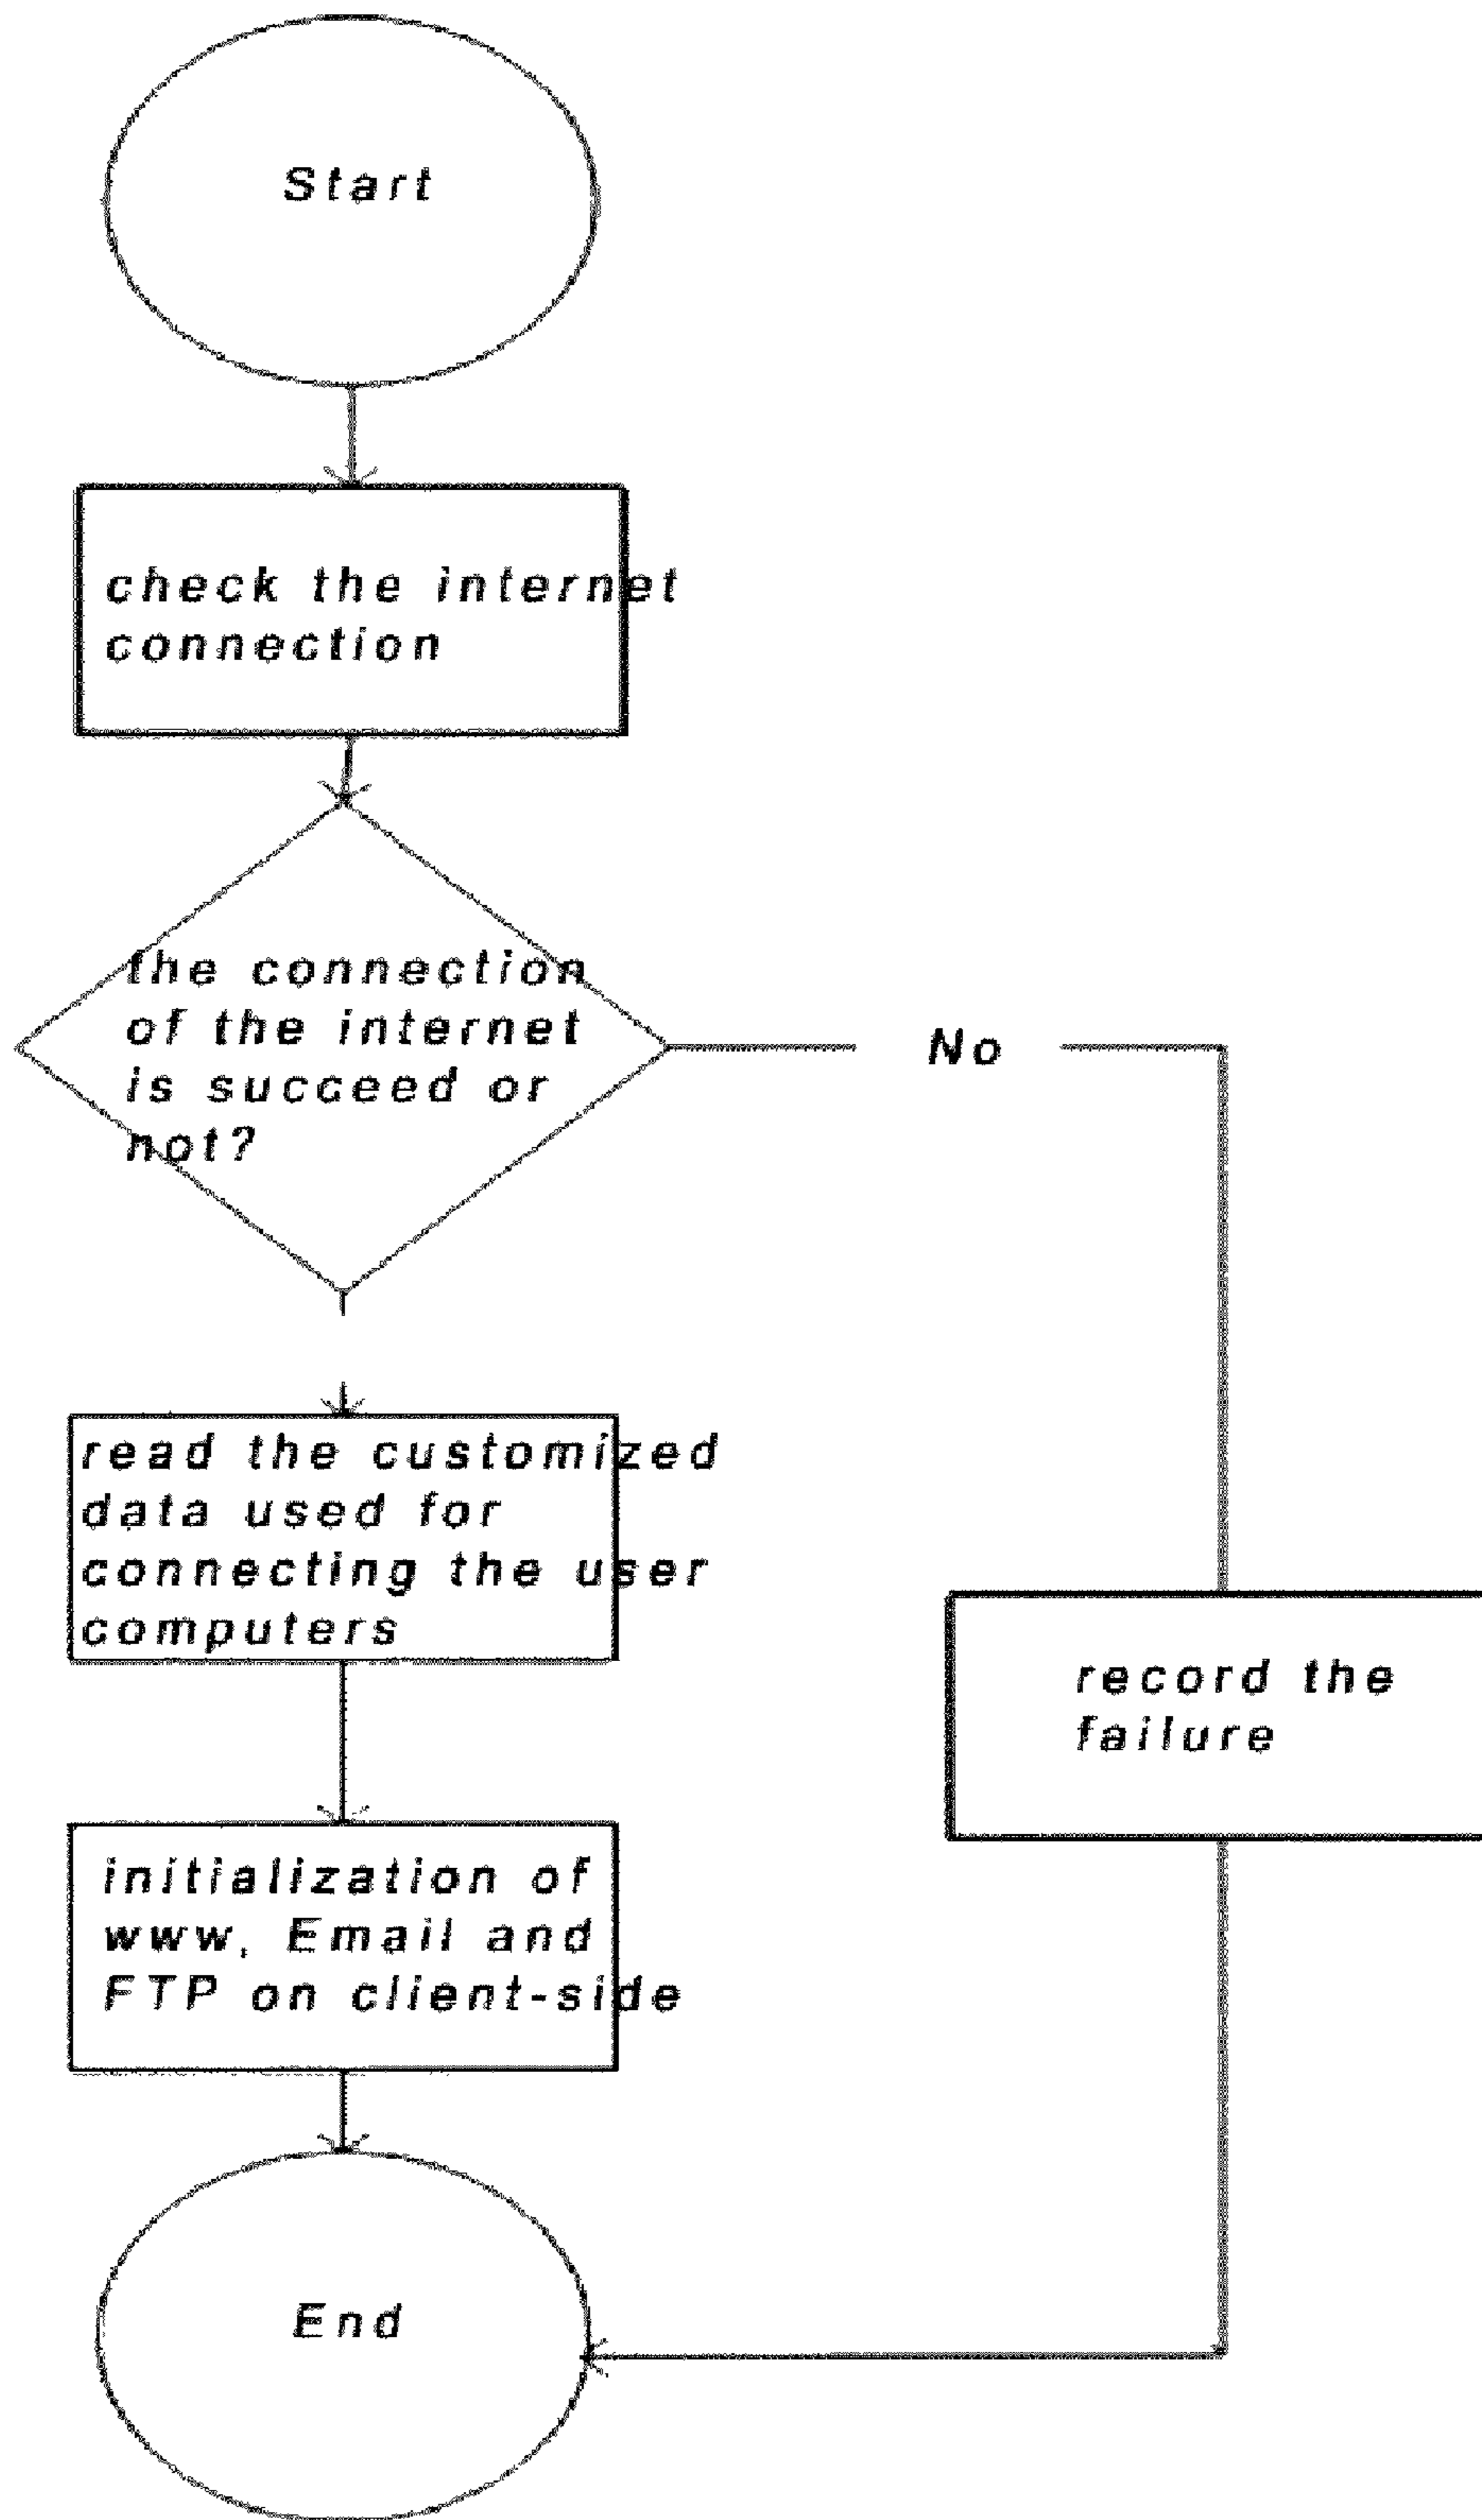 Start
check the internet
connection
the connection
of the internet
is succeed or
not?
No
read the customized
data used for
connecting the user
computers
record the
failure
initialization of
www, Email and
FTP on client-side
End